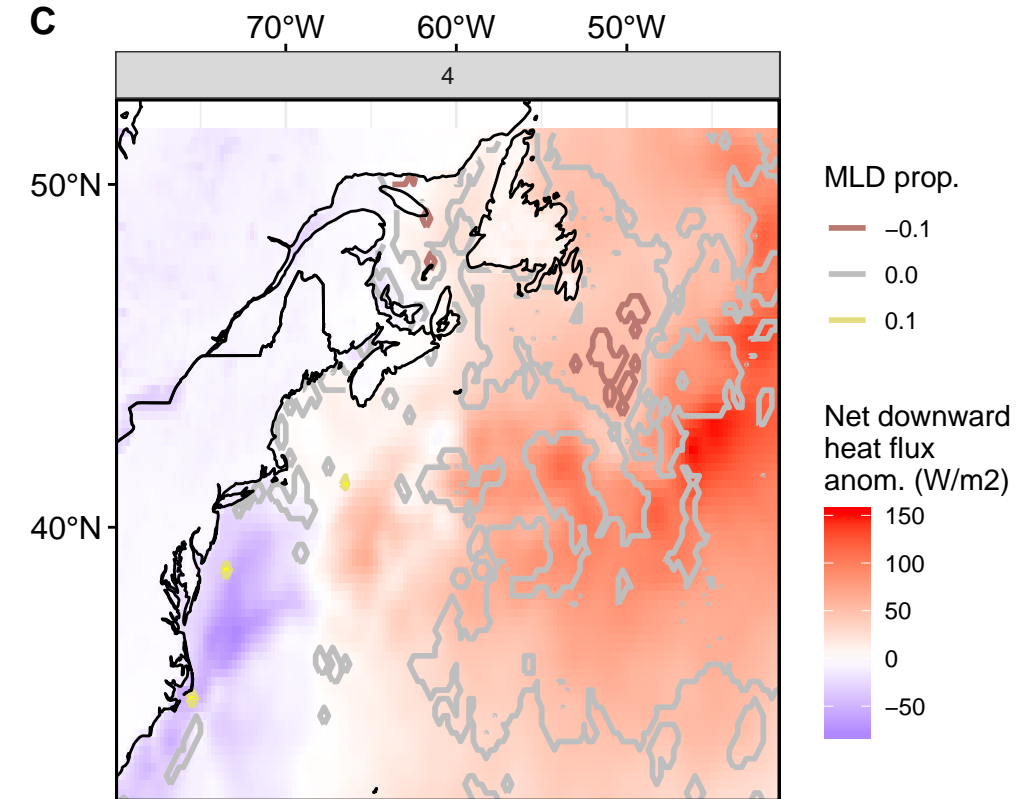 C
70°W 60°W 50°W
4
50°N
40°N
MLD prop.
−0.1
0.0
0.1
Net downward
heat flux
anom. (W/m2)
150
100
50
0
−50